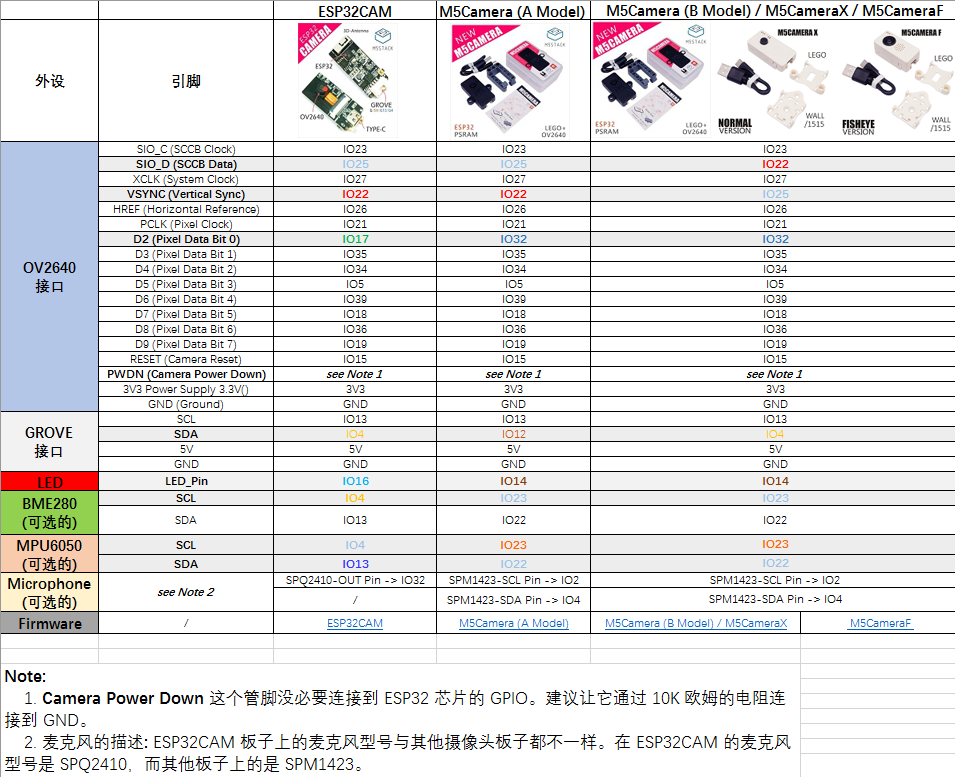 ESP32CAM M5Camera (A Model) M5Camera (B Model) / M5CameraX / M5CameraF
外设 引脚
ESP32 CAMERA
3D-Antenna
M5STACK
ESP32
GROVE
OV2640
TYPE-C
NEW M5CAMERA
M5STACK
ESP32 PSRAM
LEGO+ OV2640
NEW M5CAMERA
M5STACK
ESP32 PSRAM
LEGO+ OV2640
M5CAMERA X
LEGO
WALL /1515
NORMAL VERSION
M5CAMERA F
LEGO
WALL /1515
FISHEYE VERSION
OV2640 接口
SIO_C (SCCB Clock) IO23 IO23 IO23
SIO_D (SCCB Data) IO25 IO25 IO22
XCLK (System Clock) IO27 IO27 IO27
VSYNC (Vertical Sync) IO22 IO22 IO25
HREF (Horizontal Reference) IO26 IO26 IO26
PCLK (Pixel Clock) IO21 IO21 IO21
D2 (Pixel Data Bit 0) IO17 IO32 IO32
D3 (Pixel Data Bit 1) IO35 IO35 IO35
D4 (Pixel Data Bit 2) IO34 IO34 IO34
D5 (Pixel Data Bit 3) IO5 IO5 IO5
D6 (Pixel Data Bit 4) IO39 IO39 IO39
D7 (Pixel Data Bit 5) IO18 IO18 IO18
D8 (Pixel Data Bit 6) IO36 IO36 IO36
D9 (Pixel Data Bit 7) IO19 IO19 IO19
RESET (Camera Reset) IO15 IO15 IO15
PWDN (Camera Power Down) see Note 1 see Note 1 see Note 1
3V3 Power Supply 3.3V() 3V3 3V3 3V3
GND (Ground) GND GND GND
GROVE 接口
SCL IO13 IO13 IO13
SDA IO4 IO12 IO4
5V 5V 5V 5V
GND GND GND GND
LED LED_Pin IO16 IO14 IO14
BME280 (可选的)
SCL IO4 IO23 IO23
SDA IO13 IO22 IO22
MPU6050 (可选的)
SCL IO4 IO23 IO23
SDA IO13 IO22 IO22
Microphone (可选的)
see Note 2
SPQ2410-OUT Pin -> IO32 SPM1423-SCL Pin -> IO2 SPM1423-SCL Pin -> IO2
/ SPM1423-SDA Pin -> IO4 SPM1423-SDA Pin -> IO4
Firmware / ESP32CAM M5Camera (A Model) M5Camera (B Model) / M5CameraX M5CameraF
Note:
1. Camera Power Down 这个管脚没必要连接到 ESP32 芯片的 GPIO。建议让它通过 10K 欧姆的电阻连
接到 GND。
2. 麦克风的描述: ESP32CAM 板子上的麦克风型号与其他摄像头板子都不一样。在 ESP32CAM 的麦克风
型号是 SPQ2410，而其他板子上的是 SPM1423。